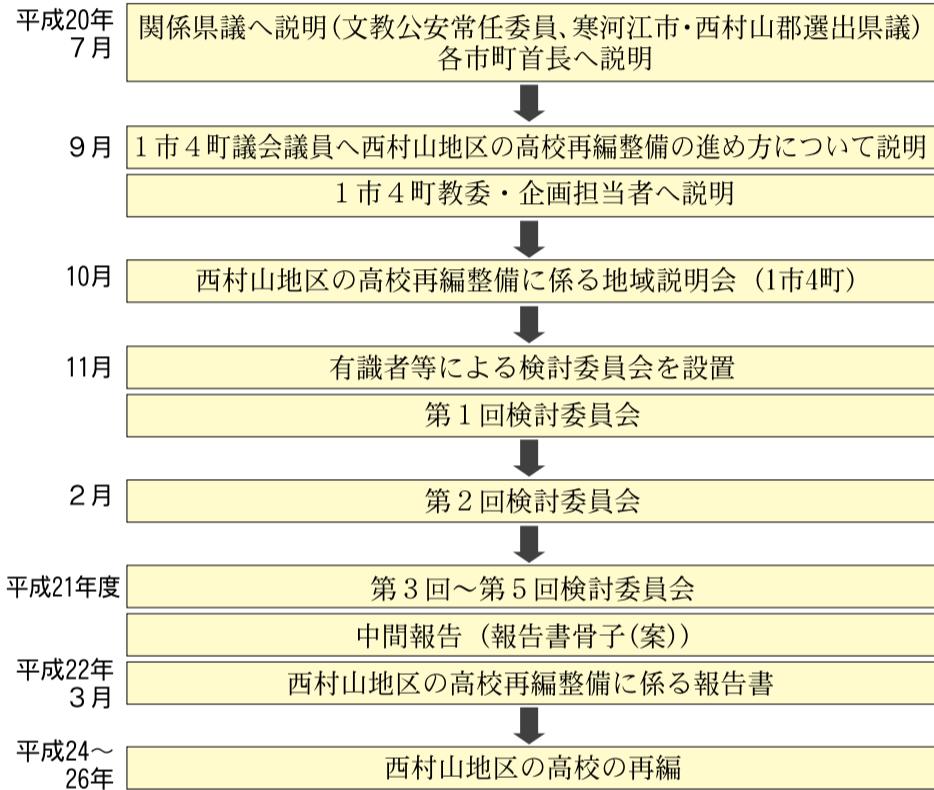 平成20年
7月
関係県議へ説明(文教公安常任委員、寒河江市・西村山郡選出県議)
各市町首長へ説明
9月
1市4町議会議員へ西村山地区の高校再編整備の進め方について説明
1市4町教委・企画担当者へ説明
10月
西村山地区の高校再編整備に係る地域説明会 (1市4町)
11月
有識者等による検討委員会を設置
第1回検討委員会
2月
第2回検討委員会
平成21年度
第3回〜第5回検討委員会
中間報告 (報告書骨子(案))
平成22年
3月
西村山地区の高校再編整備に係る報告書
平成24〜
26年
西村山地区の高校の再編